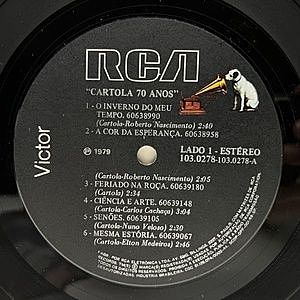 RCA
Victor
"CARTOLA 70 ANOS"
1 - O INVERNO DO MEU
TEMPO. 60638990
(Cartola-Roberto Nascimento) 2:40
2 - A COR DA ESPERANÇA. 60638958
℗ 1979
LADO 1 - ESTÉREO
103.0278-103.0278-A
(Cartola-Roberto Nascimento) 2:05
3 - FERIADO NA ROÇA. 60639180
(Cartola) 2:34
4 - CIÊNCIA E ARTE. 60639148
(Cartola-Carlos Cachaça) 3:04
5 - SENÕES. 60639105
(Cartola-Nuno Veloso) 2:30
6 - MESMA ESTÓRIA. 60639067
(Cartola-Elton Medeiros) 2:46